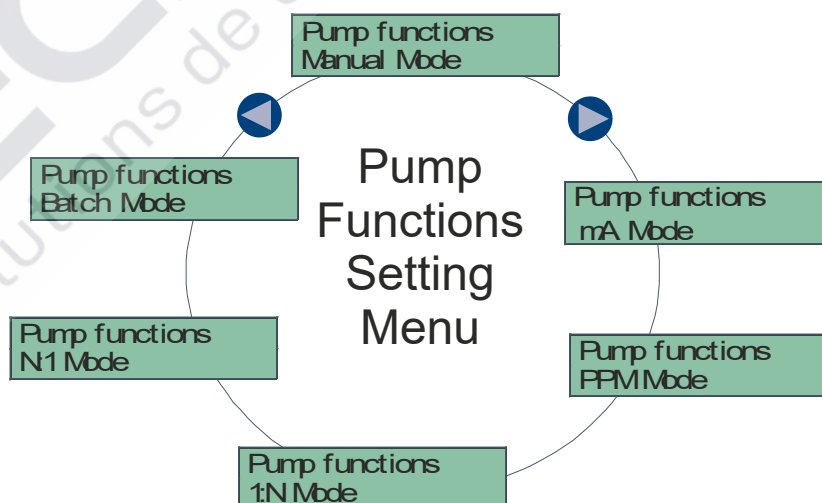 Pump functions
Manual Mode
Pump functions
Batch Mode
Pump
Functions
Setting
Menu
Pump functions
mA Mode
Pump functions
N:1 Mode
Pump functions
PPM Mode
Pump functions
1:N Mode